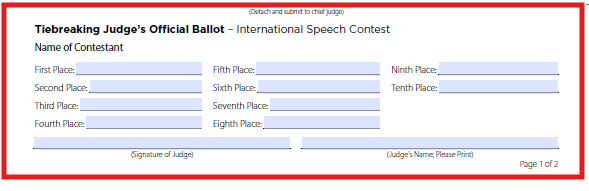 (Detach and submit to chief judge)
Tiebreaking Judge's Official Ballot – International Speech Contest
Name of Contestant
First Place: Fifth Place: Ninth Place:
Second Place: Sixth Place: Tenth Place:
Third Place: Seventh Place:
Fourth Place: Eighth Place:
(Signature of Judge) (Judge's Name; Please Print)
Page 1 of 2